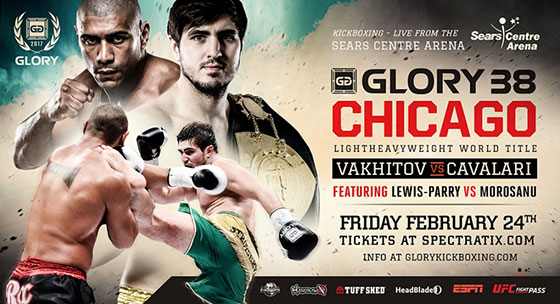 2017
GLORY
KICKBOXING - LIVE FROM THE
SEARS CENTRE ARENA
Sears Centre
Arena
GLORY 38
CHICAGO
LIGHTHEAVYWEIGHT WORLD TITLE
VAKHITOV VS CAVALARI
FEATURING LEWIS-PARRY VS MOROSANU
FRIDAY FEBRUARY 24TH
TICKETS AT SPECTRATIX.COM
INFO AT GLORYKICKBOXING.COM
TUFF SHED HeadBlade ESPN UFC FIGHT PASS